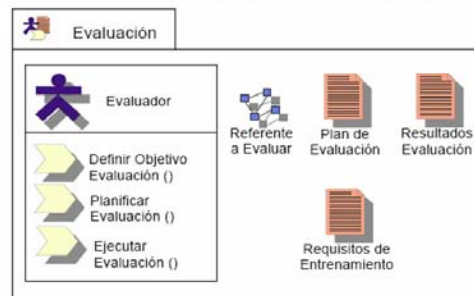 Evaluación
Evaluador
Definir Objetivo
Evaluación ()
Planificar
Evaluación ()
Ejecutar
Evaluación ()
Referente
a Evaluar
Plan de
Evaluación
Resultados
Evaluación
Requisitos de
Entrenamiento